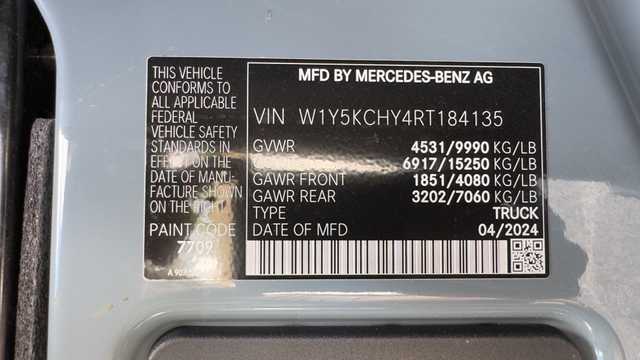 THIS VEHICLE
CONFORMS TO
ALL APPLICABLE
FEDERAL
VEHICLE SAFETY
STANDARDS IN
EFFECT ON THE
DATE OF MANU-
FACTURE SHOWN
ON THE RIGHT
PAINT CODE
7709
MFD BY MERCEDES-BENZ AG
VIN W1Y5KCHY4RT184135
GVWR 4531/9990 KG/LB
GCWR 6917/15250 KG/LB
GAWR FRONT 1851/4080 KG/LB
GAWR REAR 3202/7060 KG/LB
TYPE TRUCK
DATE OF MFD 04/2024